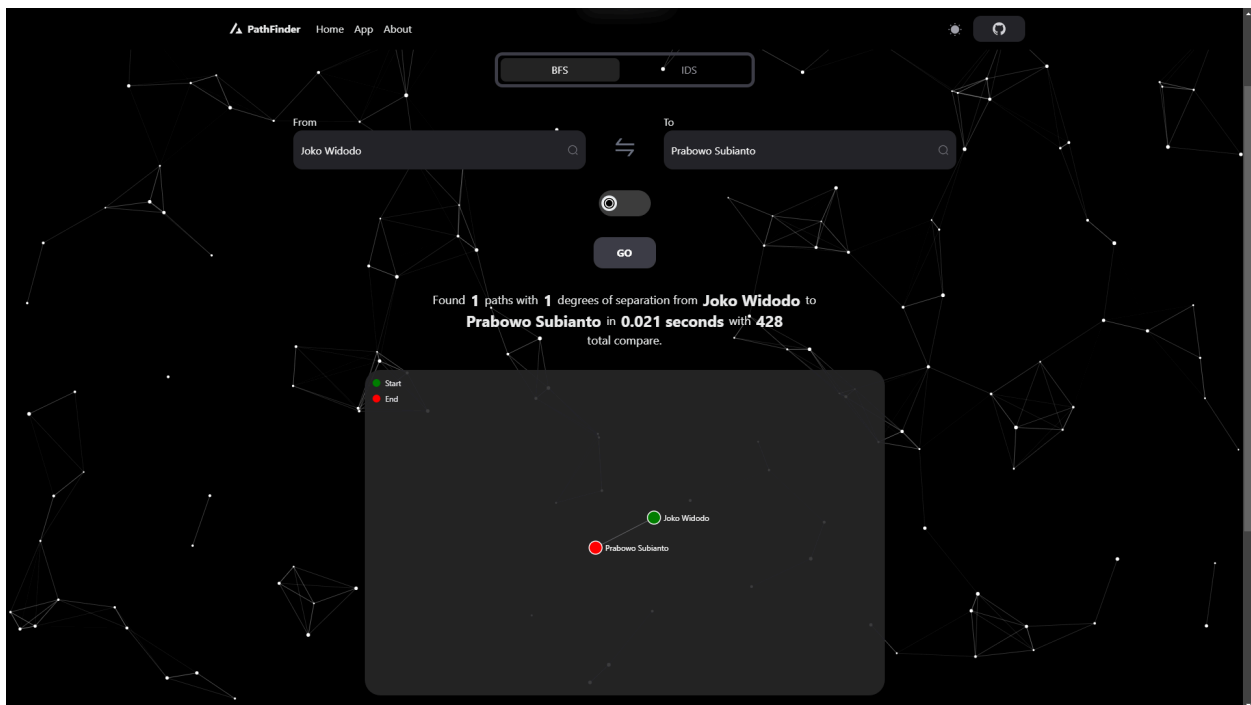 PathFinder Home App About
BFS IDS
From To
Joko Widodo Prabowo Subianto
GO
Found 1 paths with 1 degrees of separation from Joko Widodo to
Prabowo Subianto in 0.021 seconds with 428
total compare.
Start
End
Joko Widodo
Prabowo Subianto